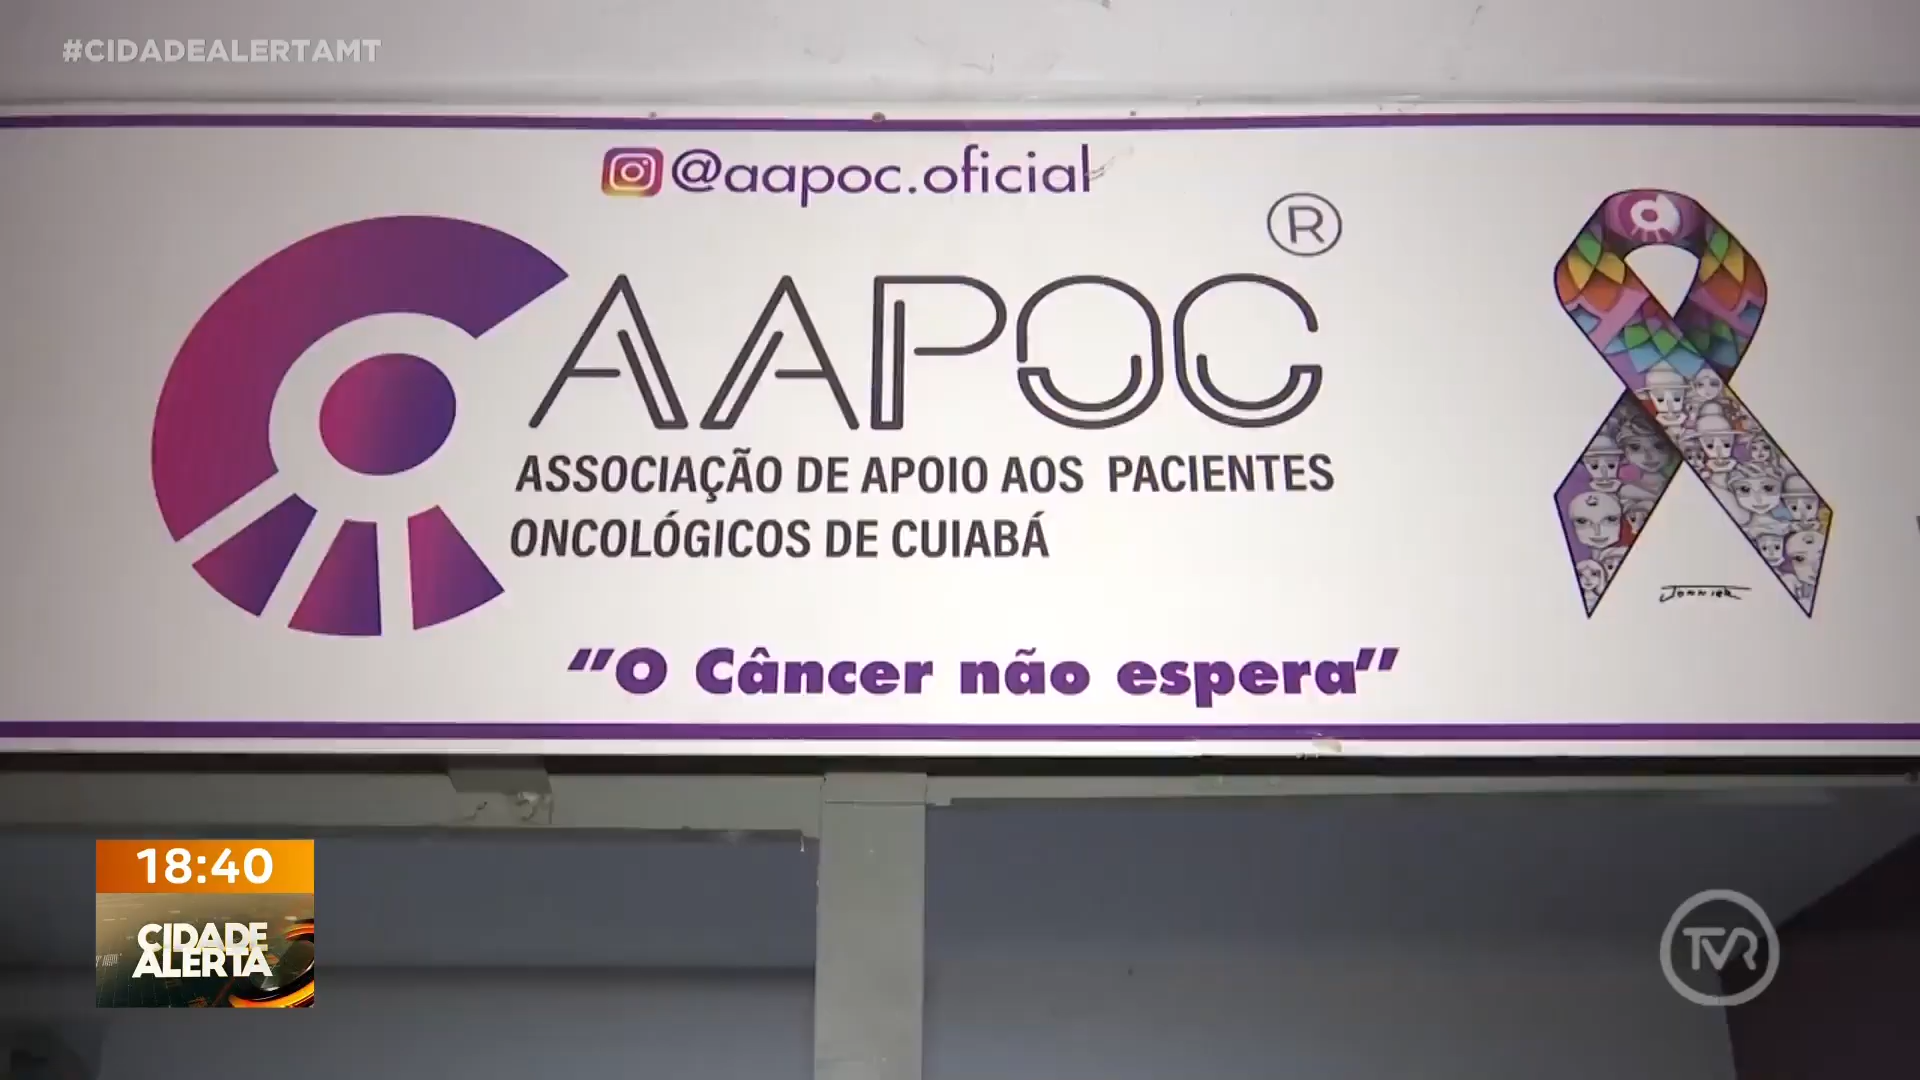 #CIDADEALERTAMT
@aapoc.oficial
®
AAPOC
ASSOCIAÇÃO DE APOIO AOS PACIENTES
ONCOLÓGICOS DE CUIABÁ
"O Câncer não espera"
18:40
CIDADE
ALERTA
TVR